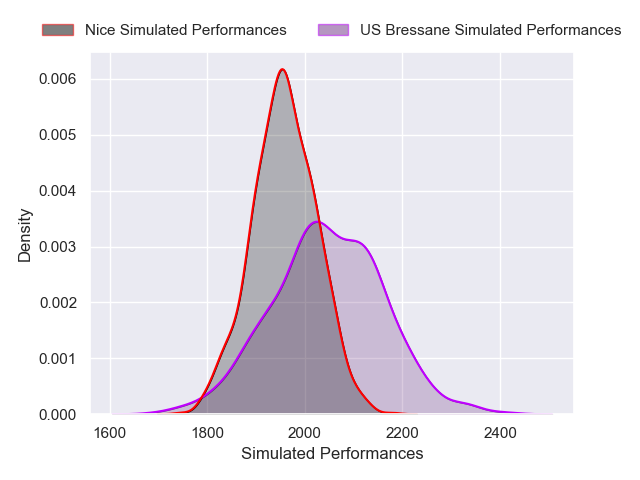 Nice Simulated Performances US Bressane Simulated Performances
0.006
0.005
0.004
0.003
0.002
0.001
0.000
Density
1600 1800 2000 2200 2400
Simulated Performances